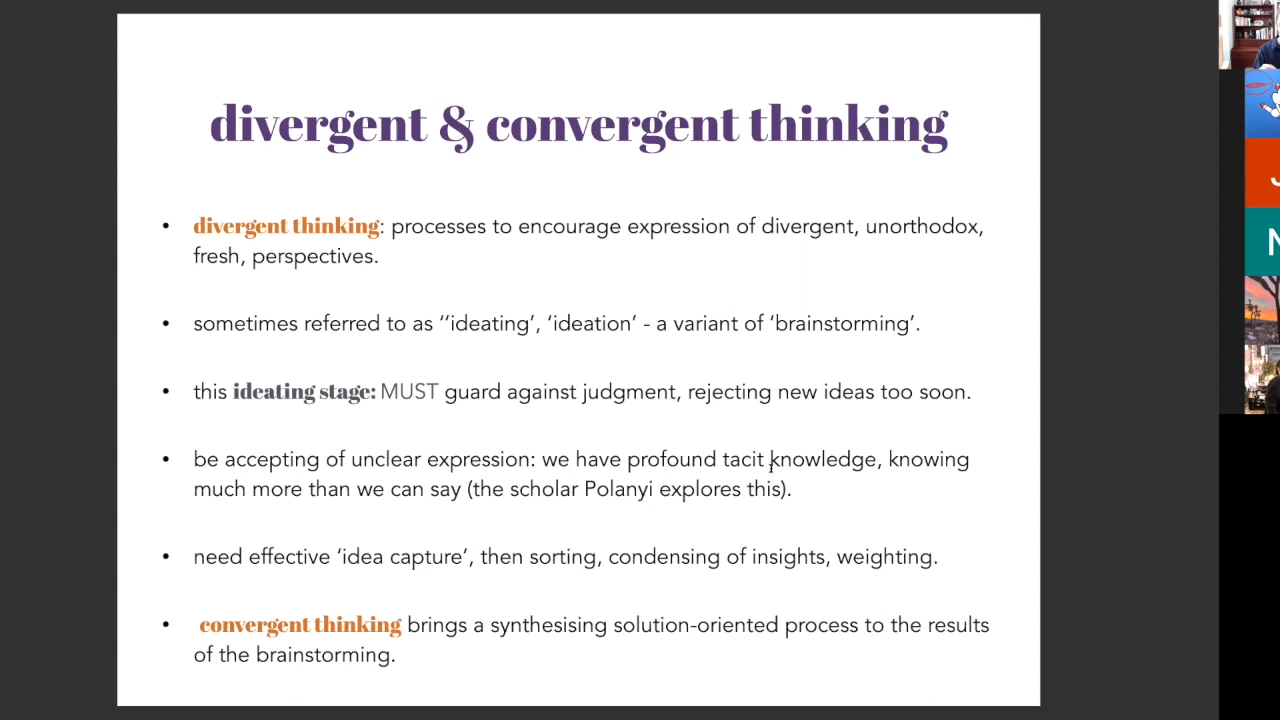 divergent & convergent thinking
• divergent thinking: processes to encourage expression of divergent, unorthodox,
fresh, perspectives.
• sometimes referred to as ‘‘ideating’, ‘ideation’ - a variant of ‘brainstorming’.
• this ideating stage: MUST guard against judgment, rejecting new ideas too soon.
• be accepting of unclear expression: we have profound tacit knowledge, knowing
much more than we can say (the scholar Polanyi explores this).
• need effective ‘idea capture’, then sorting, condensing of insights, weighting.
• convergent thinking brings a synthesising solution-oriented process to the results
of the brainstorming.